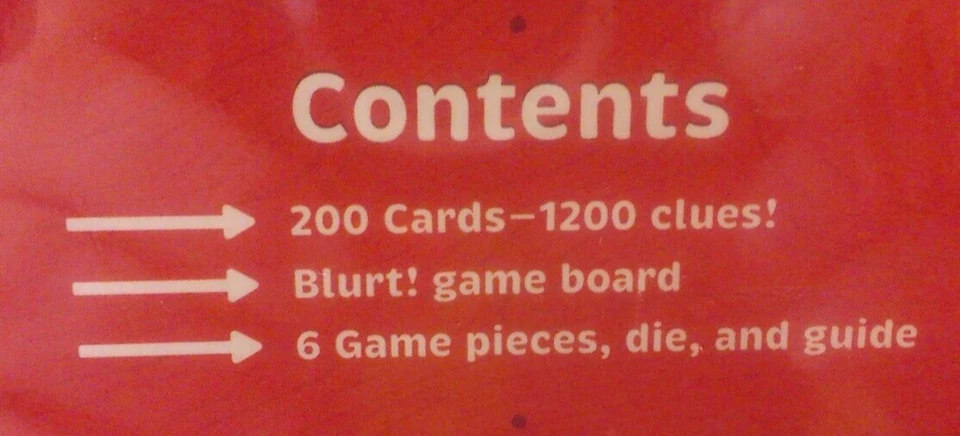 Contents
200 Cards–1200 clues!
Blurt! game board
6 Game pieces, die, and guide